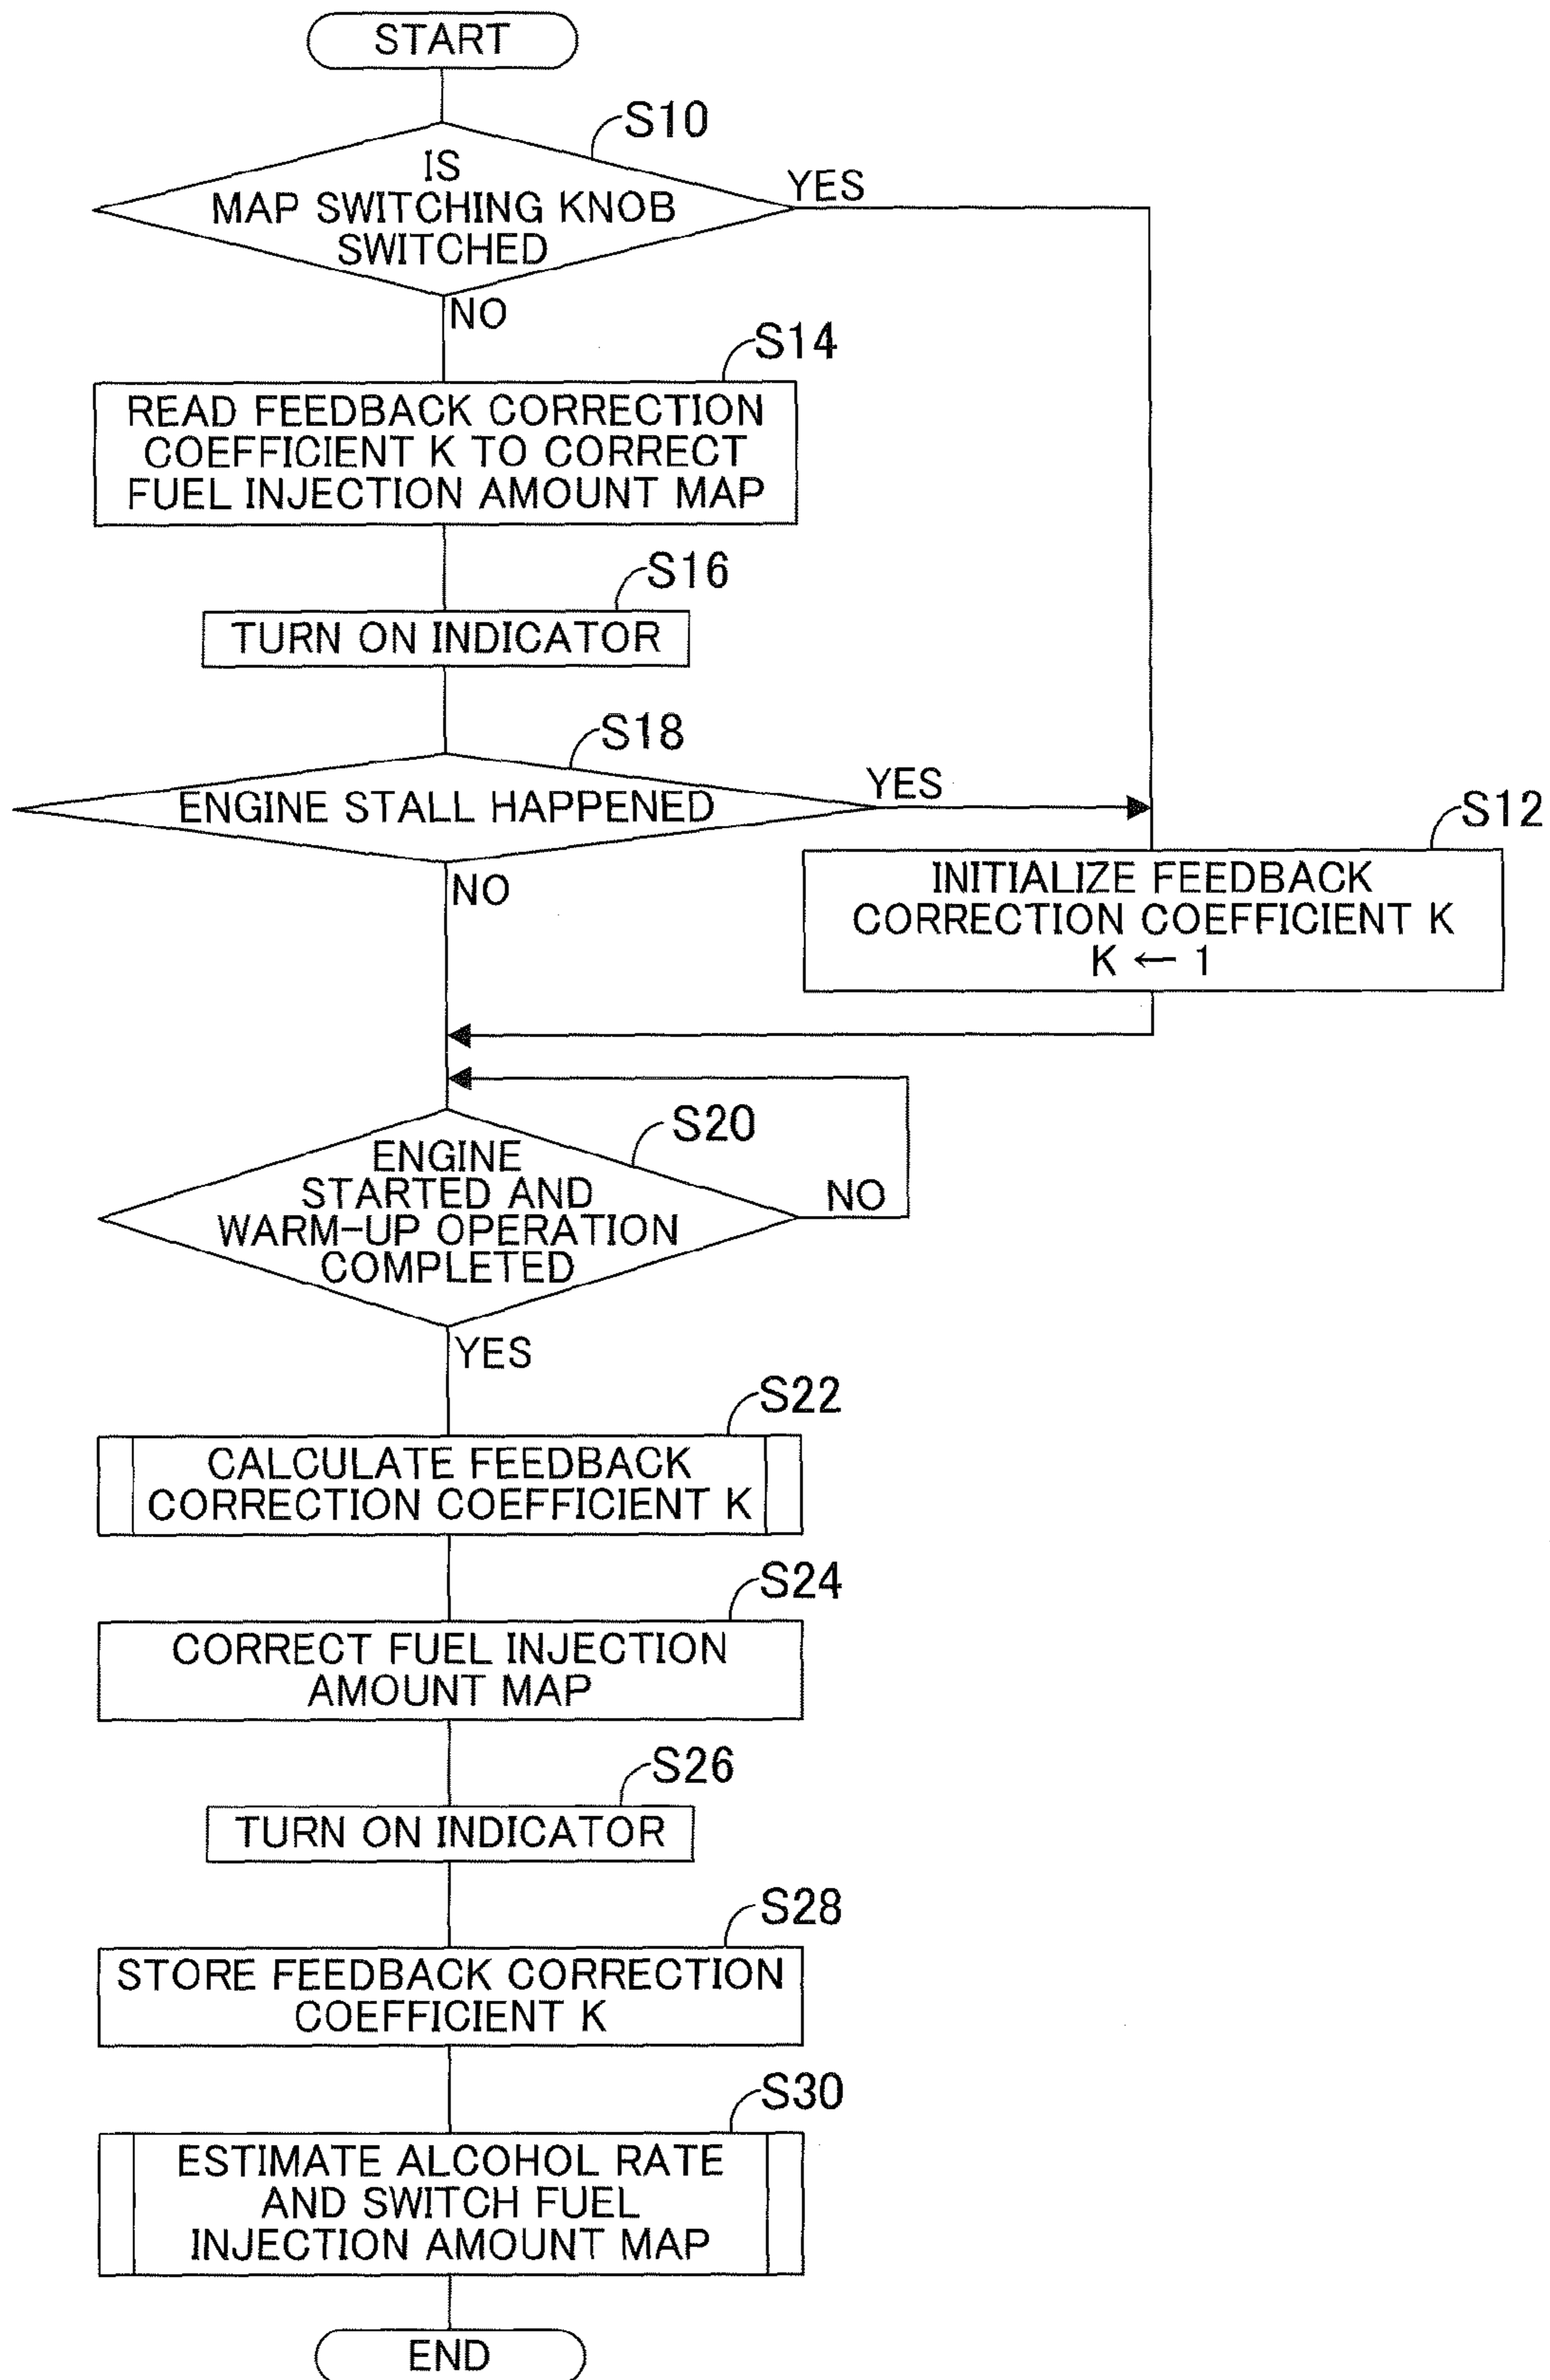 START
S10
IS
MAP SWITCHING KNOB
SWITCHED
YES
NO
S14
READ FEEDBACK CORRECTION
COEFFICIENT K TO CORRECT
FUEL INJECTION AMOUNT MAP
S16
TURN ON INDICATOR
S18
ENGINE STALL HAPPENED
YES
NO
S12
INITIALIZE FEEDBACK
CORRECTION COEFFICIENT K
K ← 1
S20
ENGINE
STARTED AND
WARM-UP OPERATION
COMPLETED
NO
YES
S22
CALCULATE FEEDBACK
CORRECTION COEFFICIENT K
S24
CORRECT FUEL INJECTION
AMOUNT MAP
S26
TURN ON INDICATOR
S28
STORE FEEDBACK CORRECTION
COEFFICIENT K
S30
ESTIMATE ALCOHOL RATE
AND SWITCH FUEL
INJECTION AMOUNT MAP
END